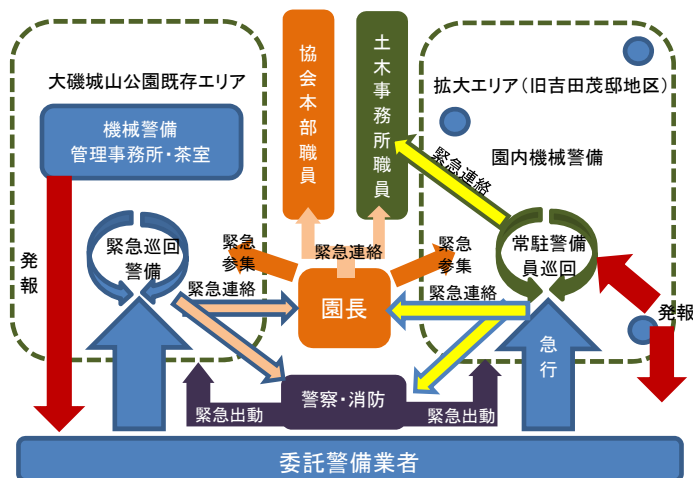 大磯城山公園既存エリア
機械警備
管理事務所・茶室
発報
緊急巡回
警備
緊急連絡
協会本部職員
土木事務所職員
緊急連絡
緊急
参集
緊急
参集
園長
緊急連絡
拡大エリア（旧吉田茂邸地区）
園内機械警備
緊急連絡
常駐警備
員巡回
発報
急行
警察・消防
緊急出動
緊急出動
委託警備業者